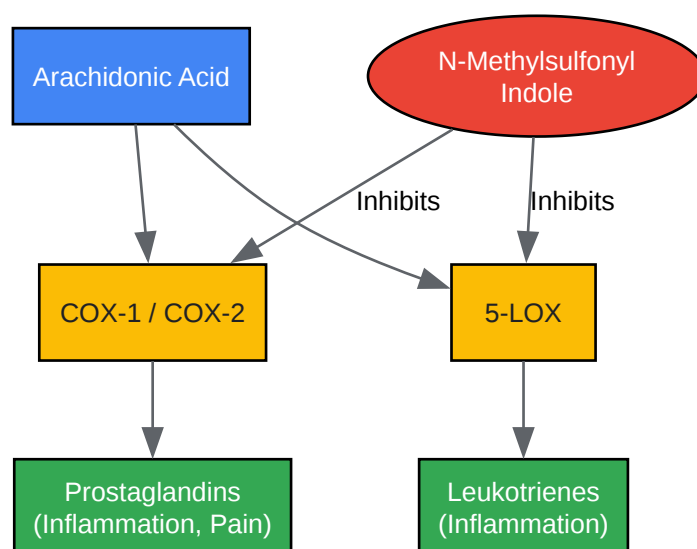 Arachidonic Acid
N-Methylsulfonyl
Indole
Inhibits
Inhibits
COX-1 / COX-2
5-LOX
Prostaglandins
(Inflammation, Pain)
Leukotrienes
(Inflammation)